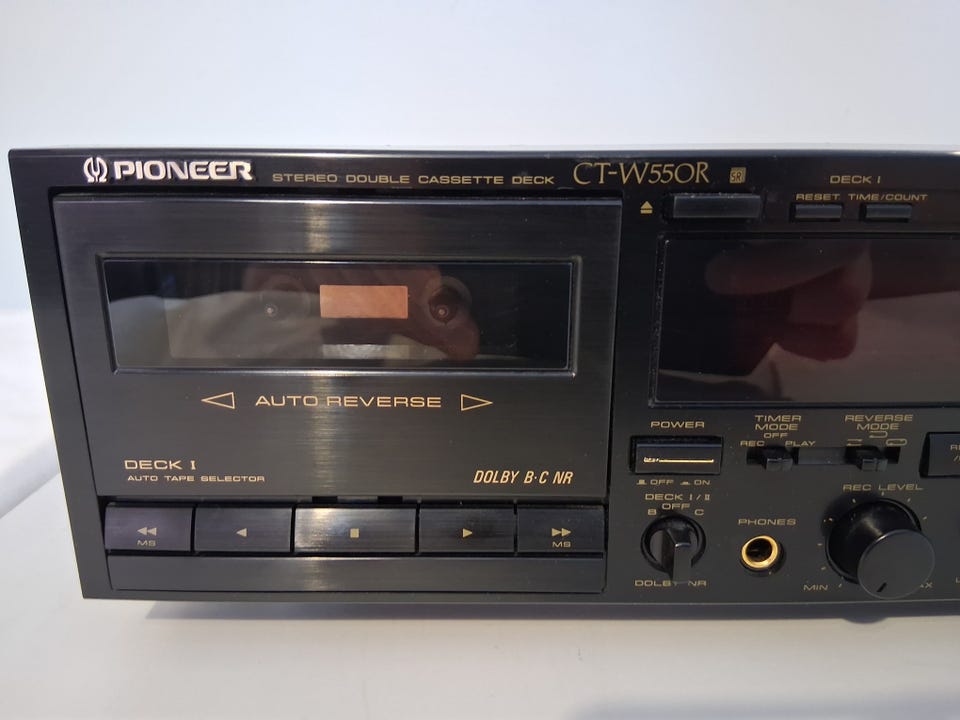 PIONEER STEREO DOUBLE CASSETTE DECK CT-W550R SR
DECK I
RESET TIME/COUNT
AUTO REVERSE
DECK I
AUTO TAPE SELECTOR
DOLBY B·C NR
MS
MS
POWER
OFF ON
DECK I/II
OFF
B C
DOLBY NR
PHONES
TIMER
MODE
OFF
REC PLAY
REVERSE
MODE
REC LEVEL
MIN